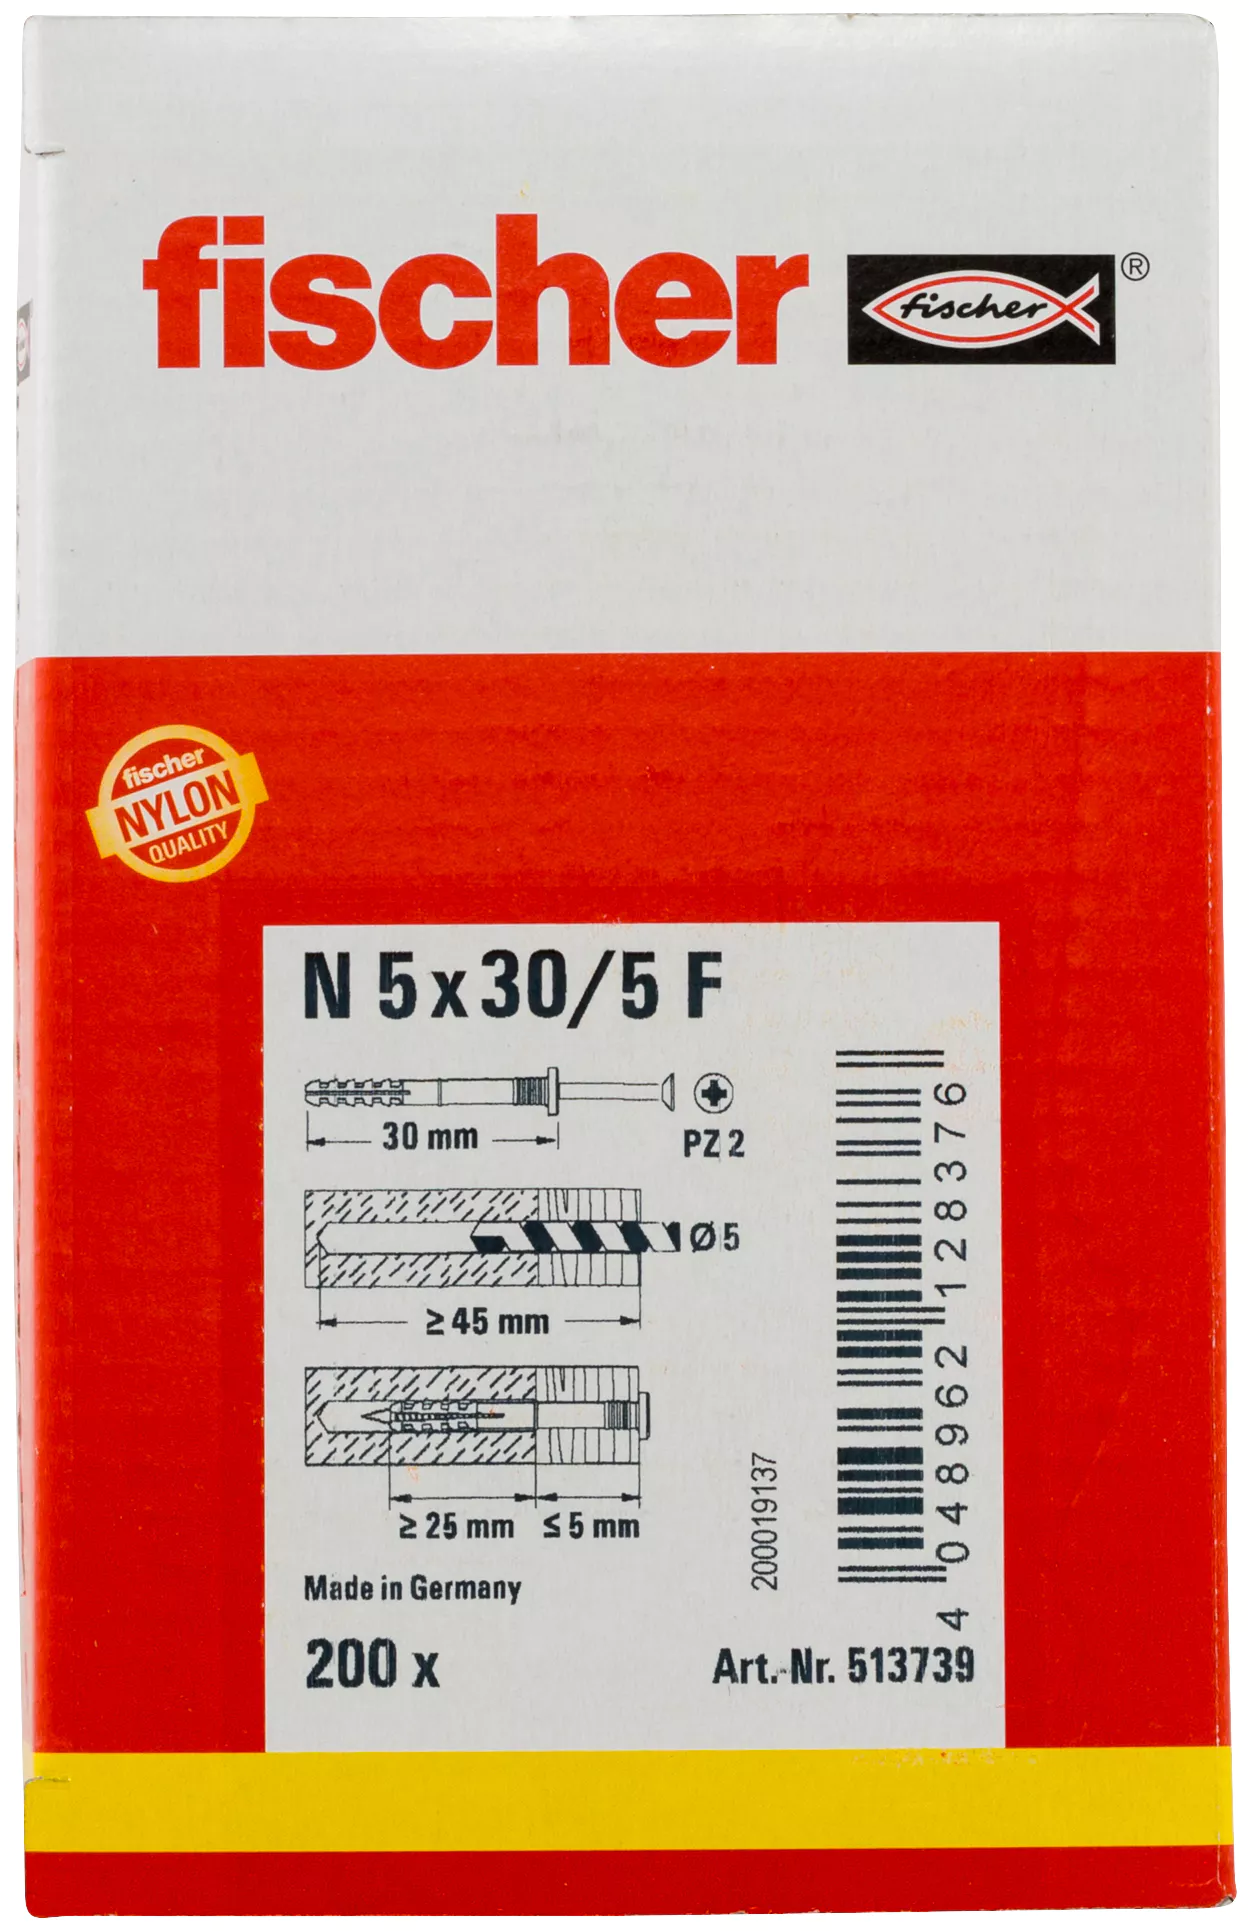 fischer
fischer ®
fischer
NYLON
QUALITY
N 5 x 30/5 F
30 mm
PZ 2
Ø 5
≥ 45 mm
≥ 25 mm ≤ 5 mm
200019137
4 048962 128376
Made in Germany
200 x
Art.-Nr. 513739